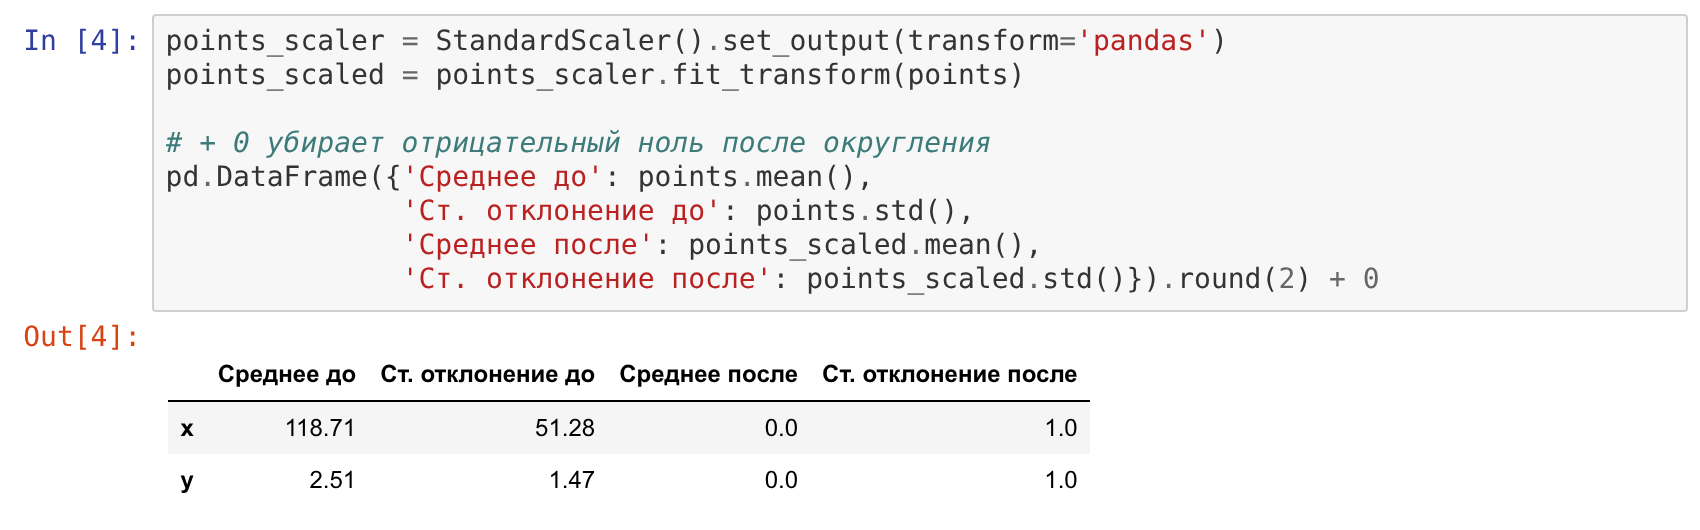 In [4]: points_scaler = StandardScaler().set_output(transform='pandas')
points_scaled = points_scaler.fit_transform(points)
# + 0 убирает отрицательный ноль после округления
pd.DataFrame({'Среднее до': points.mean(),
'Ст. отклонение до': points.std(),
'Среднее после': points_scaled.mean(),
'Ст. отклонение после': points_scaled.std()}).round(2) + 0
Out[4]:
Среднее до Ст. отклонение до Среднее после Ст. отклонение после
x 118.71 51.28 0.0 1.0
y 2.51 1.47 0.0 1.0